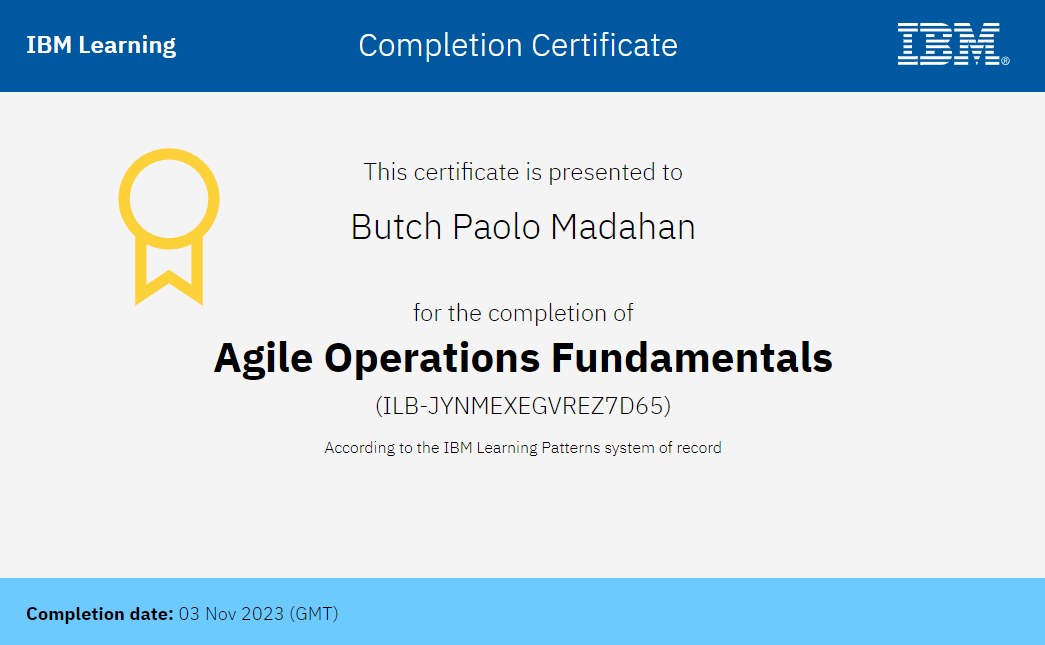 IBM Learning
Completion Certificate
IBM®
This certificate is presented to
Butch Paolo Madahan
for the completion of
Agile Operations Fundamentals
(ILB-JYNMEXEGVREZ7D65)
According to the IBM Learning Patterns system of record
Completion date: 03 Nov 2023 (GMT)